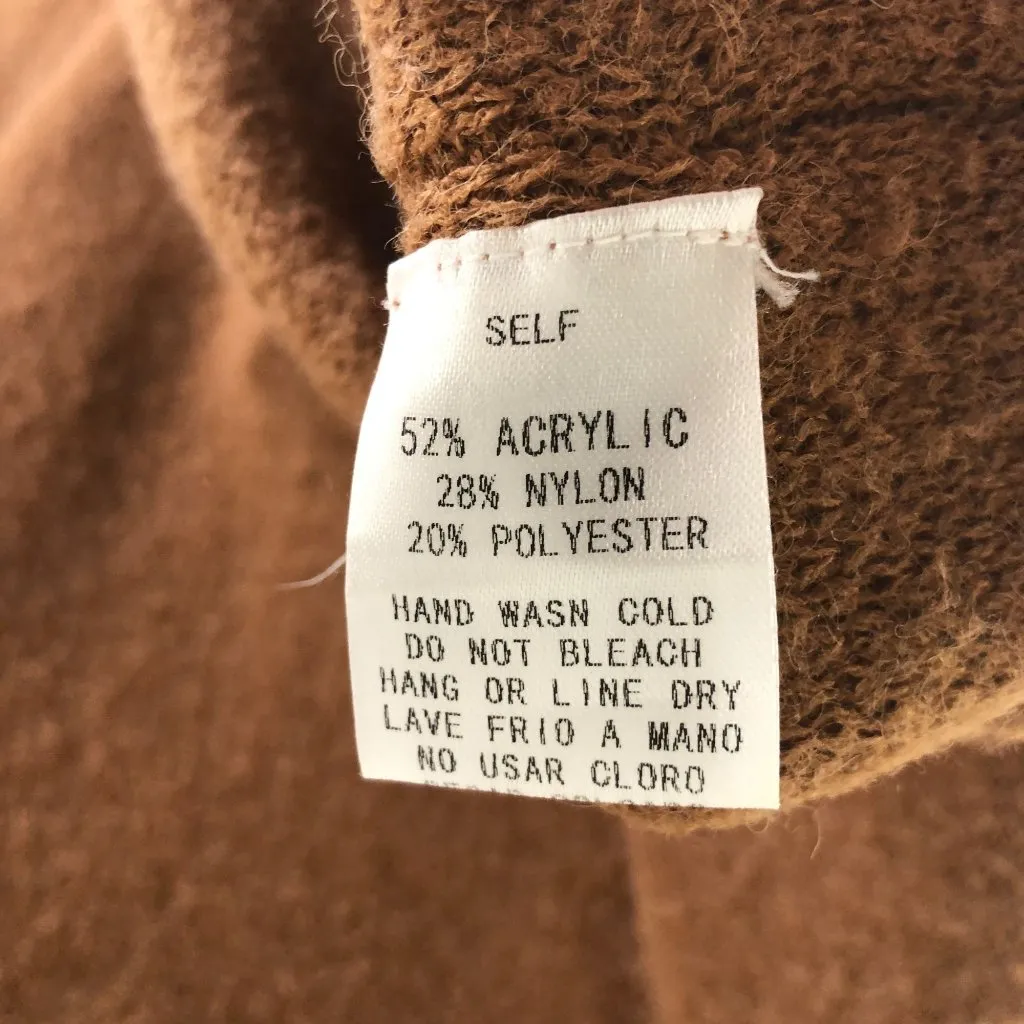 SELF
52% ACRYLIC
28% NYLON
20% POLYESTER
HAND WASN COLD
DO NOT BLEACH
HANG OR LINE DRY
LAVE FRIO A MANO
NO USAR CLORO